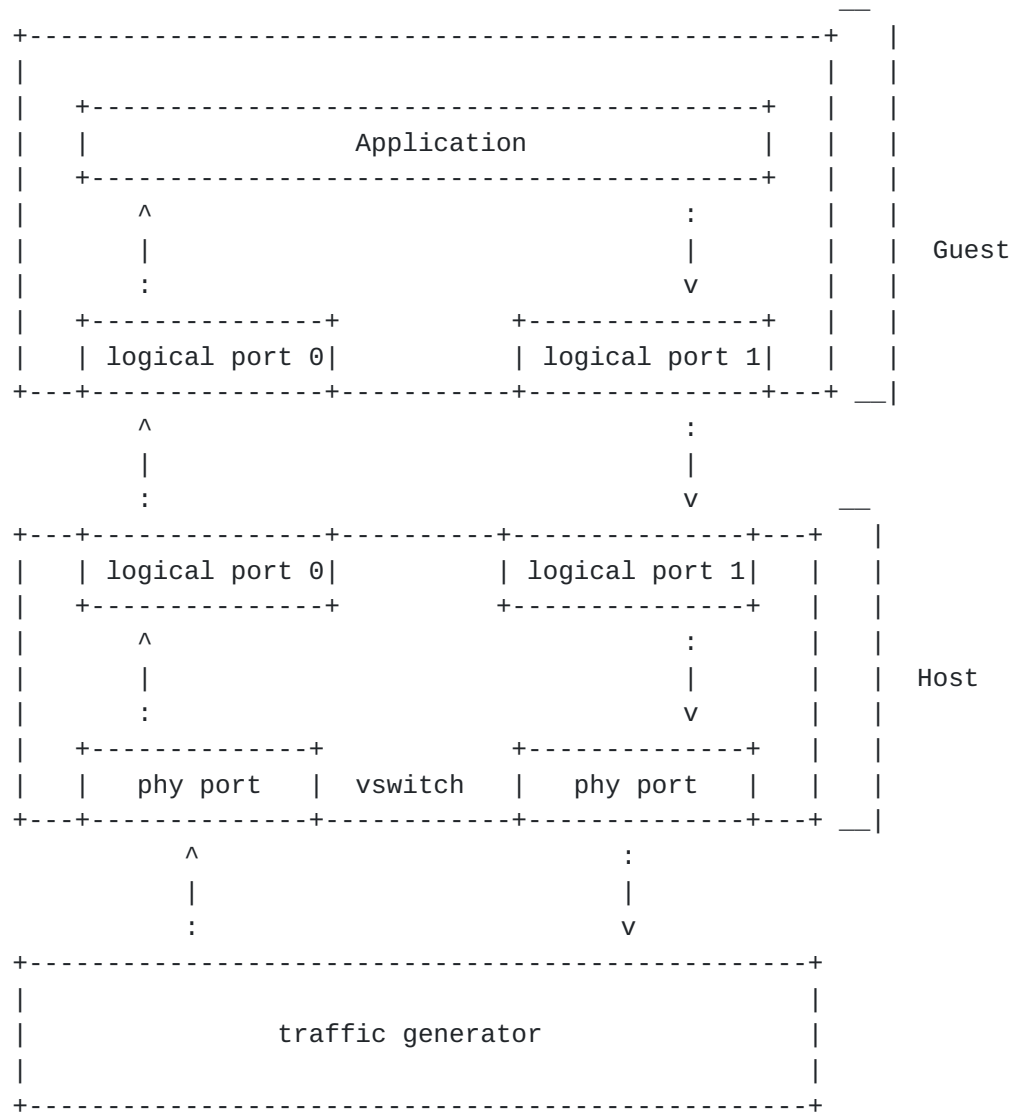 Application
Guest
logical port 0 logical port 1
logical port 0 logical port 1
Host
phy port vswitch phy port
traffic generator